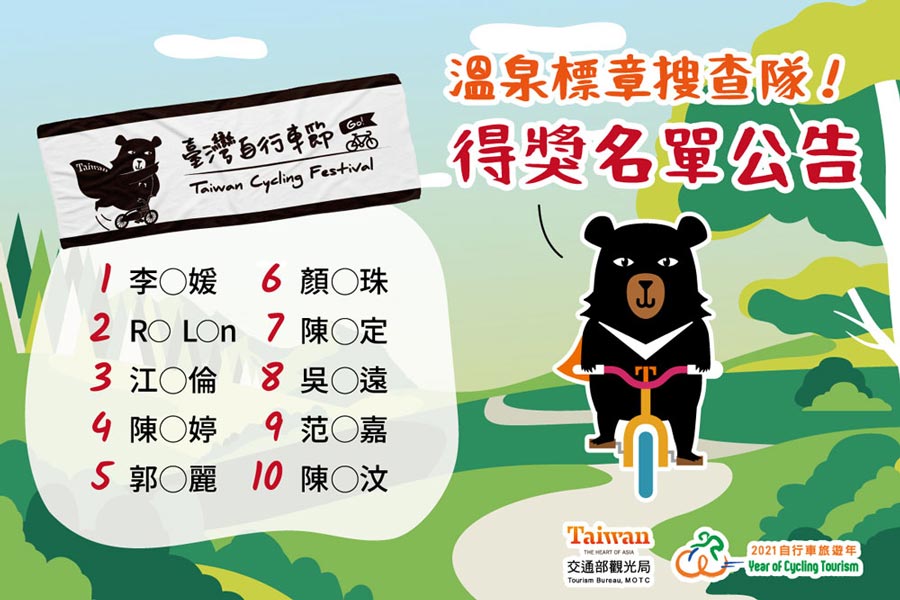 溫泉標章搜查隊！
得獎名單公告
Taiwan
臺灣自行車節 Go!
Taiwan Cycling Festival
1 李○媛
2 R○ L○n
3 江○倫
4 陳○婷
5 郭○麗
6 顏○珠
7 陳○定
8 吳○遠
9 范○嘉
10 陳○汶
T
Taiwan
THE HEART OF ASIA
交通部觀光局
Tourism Bureau, MOTC
2021自行車旅遊年
Year of Cycling Tourism